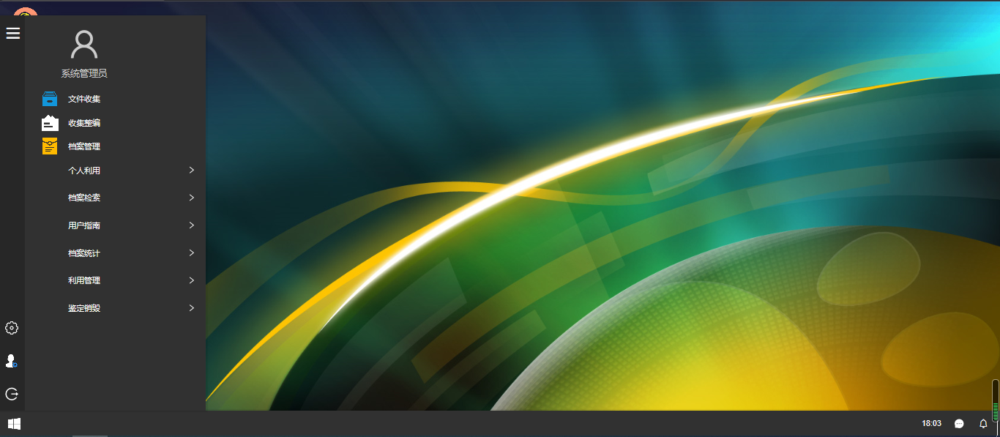 系统管理员
文件收集
收集整编
档案管理
个人利用
档案检索
用户指南
档案统计
利用管理
鉴定销毁
18:03